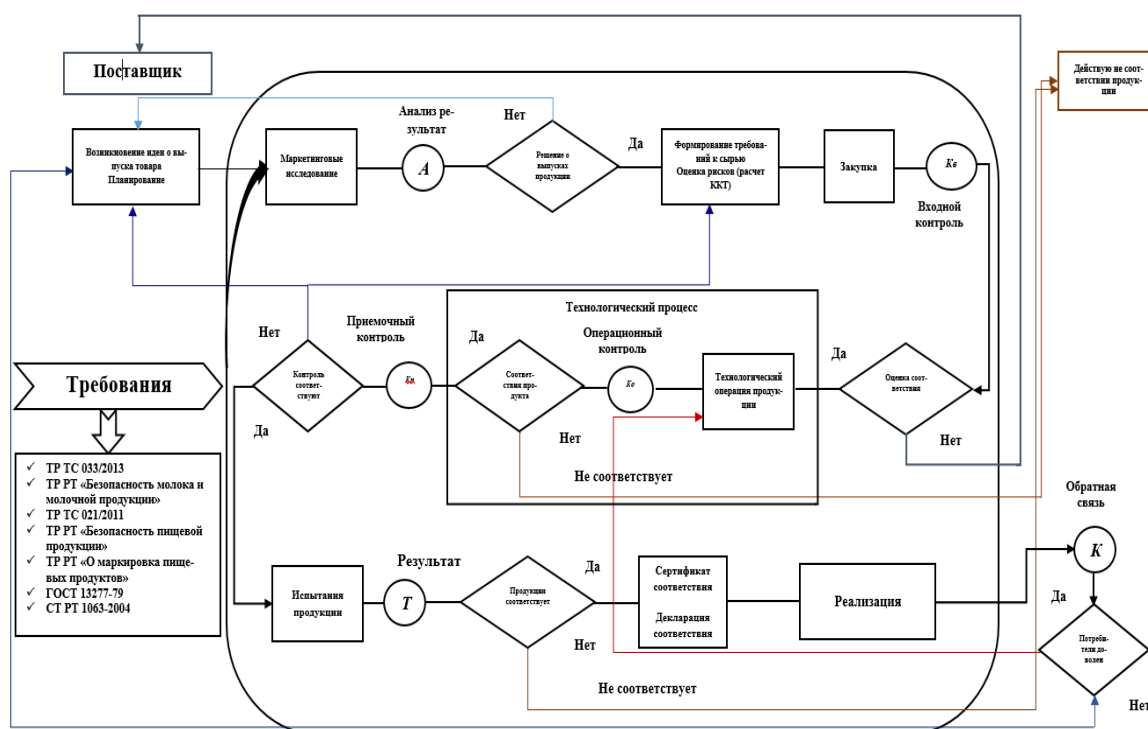 Поставщик
Действую не соот-
ветствии продук-
ции
Анализ ре-
зультат
Нет
Да
Возникновение идеи о вы-
пуска товара
Планирование
Маркетинговые
исследование
А
Решение о
выпусках
продукции
Формирование требова-
ний к сырью
Оценка рисков (расчет
ККТ)
Закупка
Кв
Входной
контроль
Технологический процесс
Нет
Приемочный
контроль
Да
Операционный
контроль
Да
Требования
Контроль
соответ-
ствуют
Кп
Соответ-
ствия про-
дукта
Ко
Технологический
операция продук-
ции
Оценка соот-
ветствия
Да
Нет
Нет
Не соответствует
✓ ТР ТС 033/2013
✓ ТР РТ «Безопасность молока и
молочной продукции»
✓ ТР ТС 021/2011
✓ ТР РТ «Безопасность пищевой
продукции»
✓ ТР РТ «О маркировка пище-
вых продуктов»
✓ ГОСТ 13277-79
✓ СТ РТ 1063-2004
Обратная
связь
К
Результат
Да
Испытания
продукции
Т
Продукция
соответствует
Сертификат
соответствия
Декларация
соответствия
Реализация
Да
Нет
Потреби-
тели до-
волен
Не соответствует
Нет